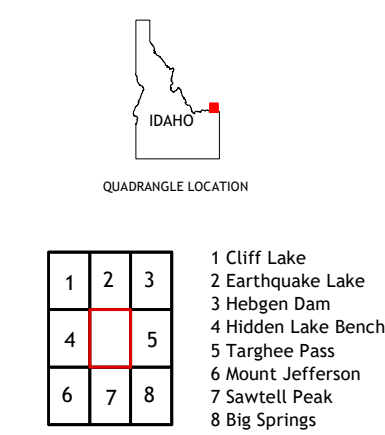 IDAHO
QUADRANGLE LOCATION
1 2 3
4 5
6 7 8
1 Cliff Lake
2 Earthquake Lake
3 Hebgen Dam
4 Hidden Lake Bench
5 Targhee Pass
6 Mount Jefferson
7 Sawtell Peak
8 Big Springs